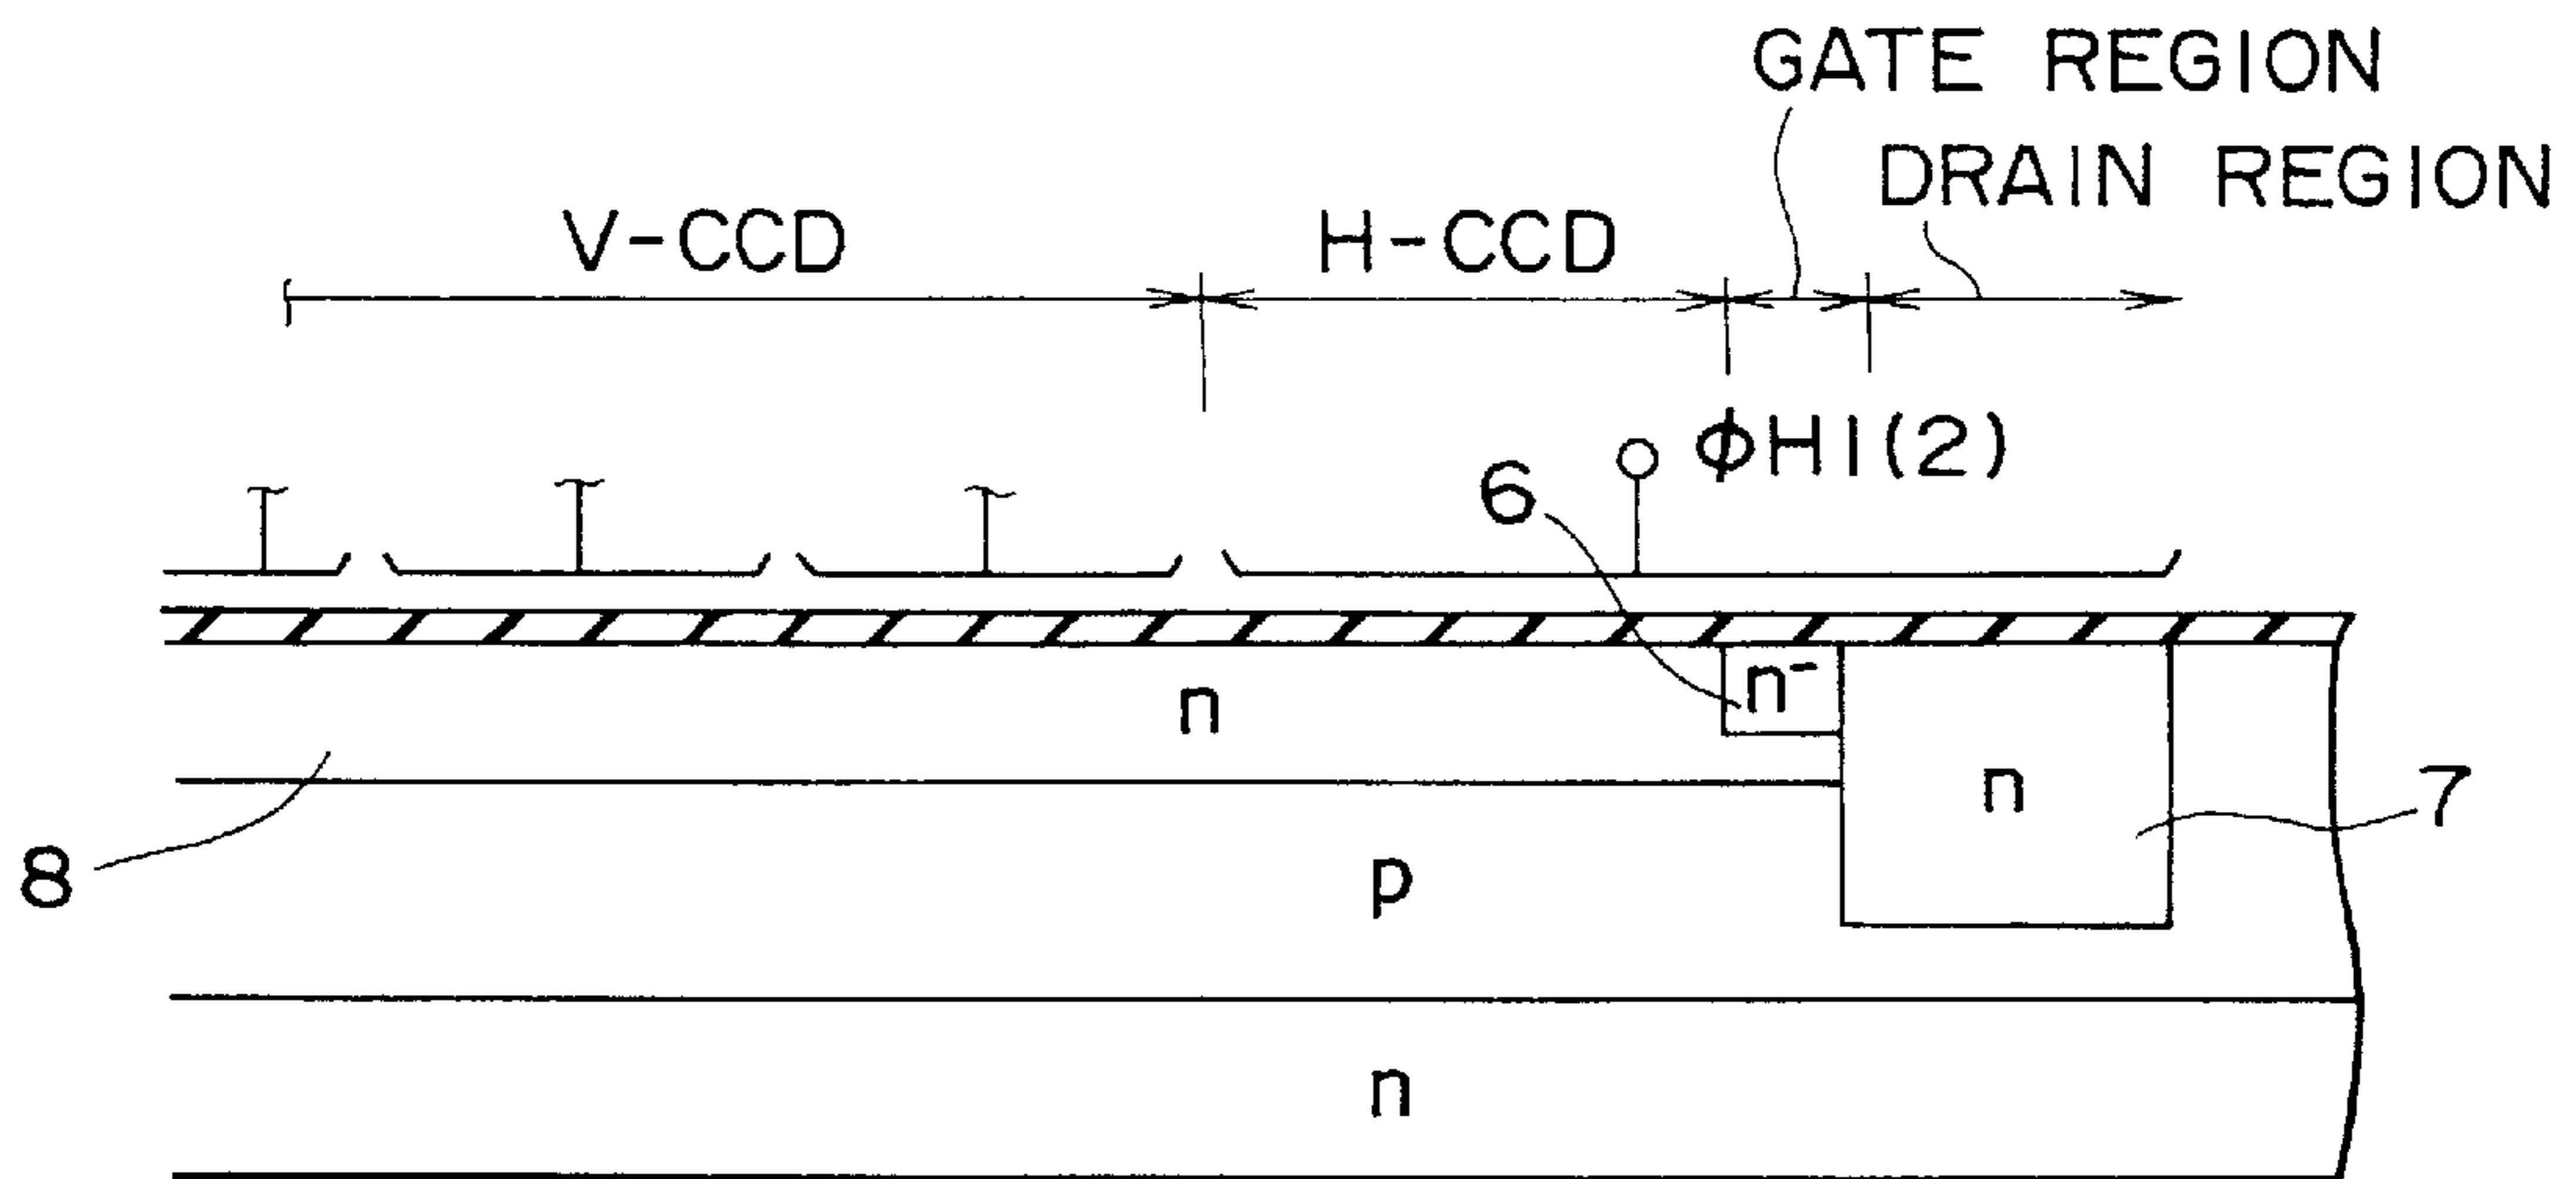 GATE REGION
DRAIN REGION
V-CCD
H-CCD
ϕH1(2)
6
n⁻
n
n
7
8
p
n